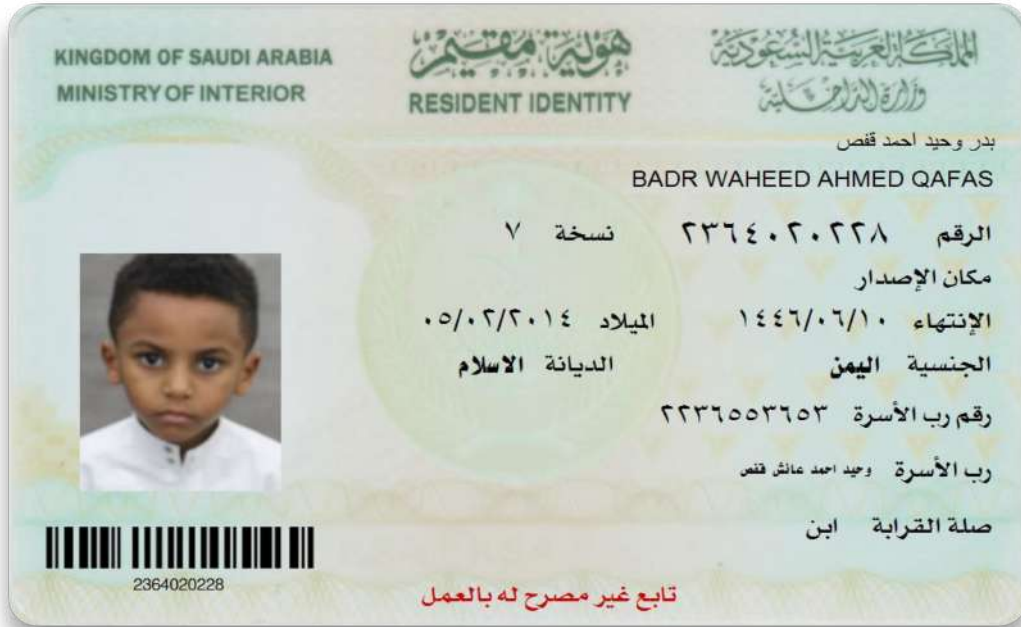 KINGDOM OF SAUDI ARABIA
MINISTRY OF INTERIOR
هوية مقيم
RESIDENT IDENTITY
المملكة العربية السعودية
وزارة الداخلية
بدر وحيد احمد قفص
BADR WAHEED AHMED QAFAS
الرقم ٢٣٦٤٠٢٠٢٢٨ نسخة ٧
مكان الإصدار
الإنتهاء ١٤٤٦/٠٦/١٠ الميلاد ٠٥/٠٢/٢٠١٤
الجنسية اليمن الديانة الاسلام
رقم رب الأسرة ٢٢٣٦٥٥٣٦٥٣
رب الأسرة وحيد احمد عائش قفص
صلة القرابة ابن
2364020228
تابع غير مصرح له بالعمل